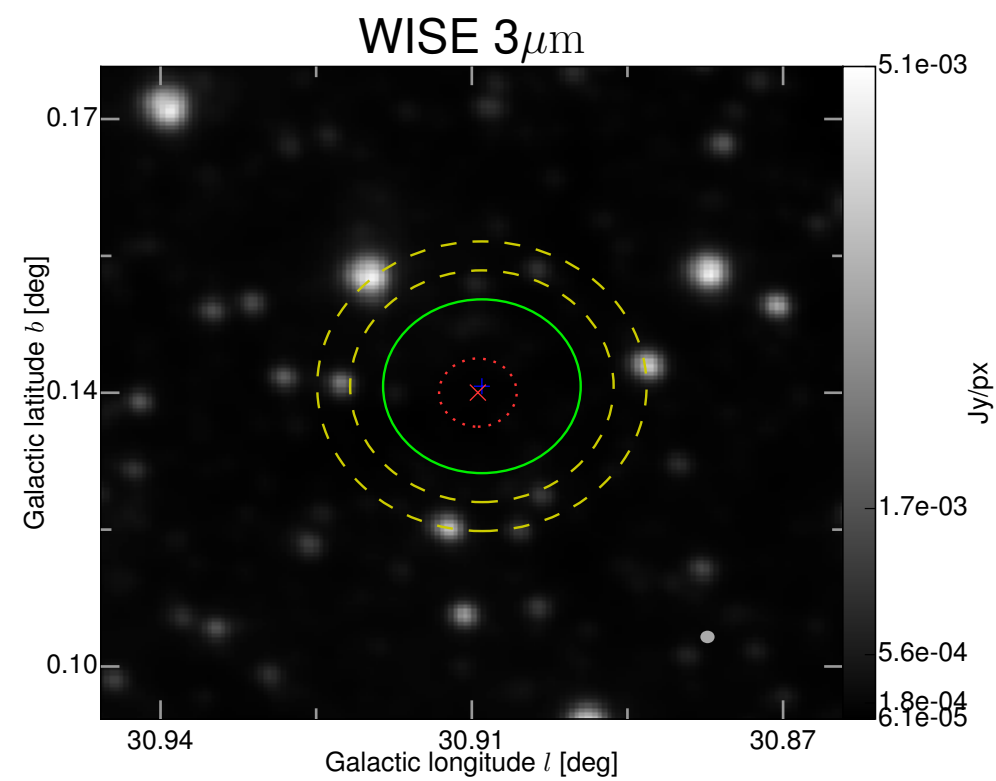 WISE 3μm
5.1e-03
0.17
Galactic latitude b [deg]
0.14
Jy/px
1.7e-03
0.10
5.6e-04
1.8e-04
6.1e-05
30.94
30.91
30.87
Galactic longitude l [deg]